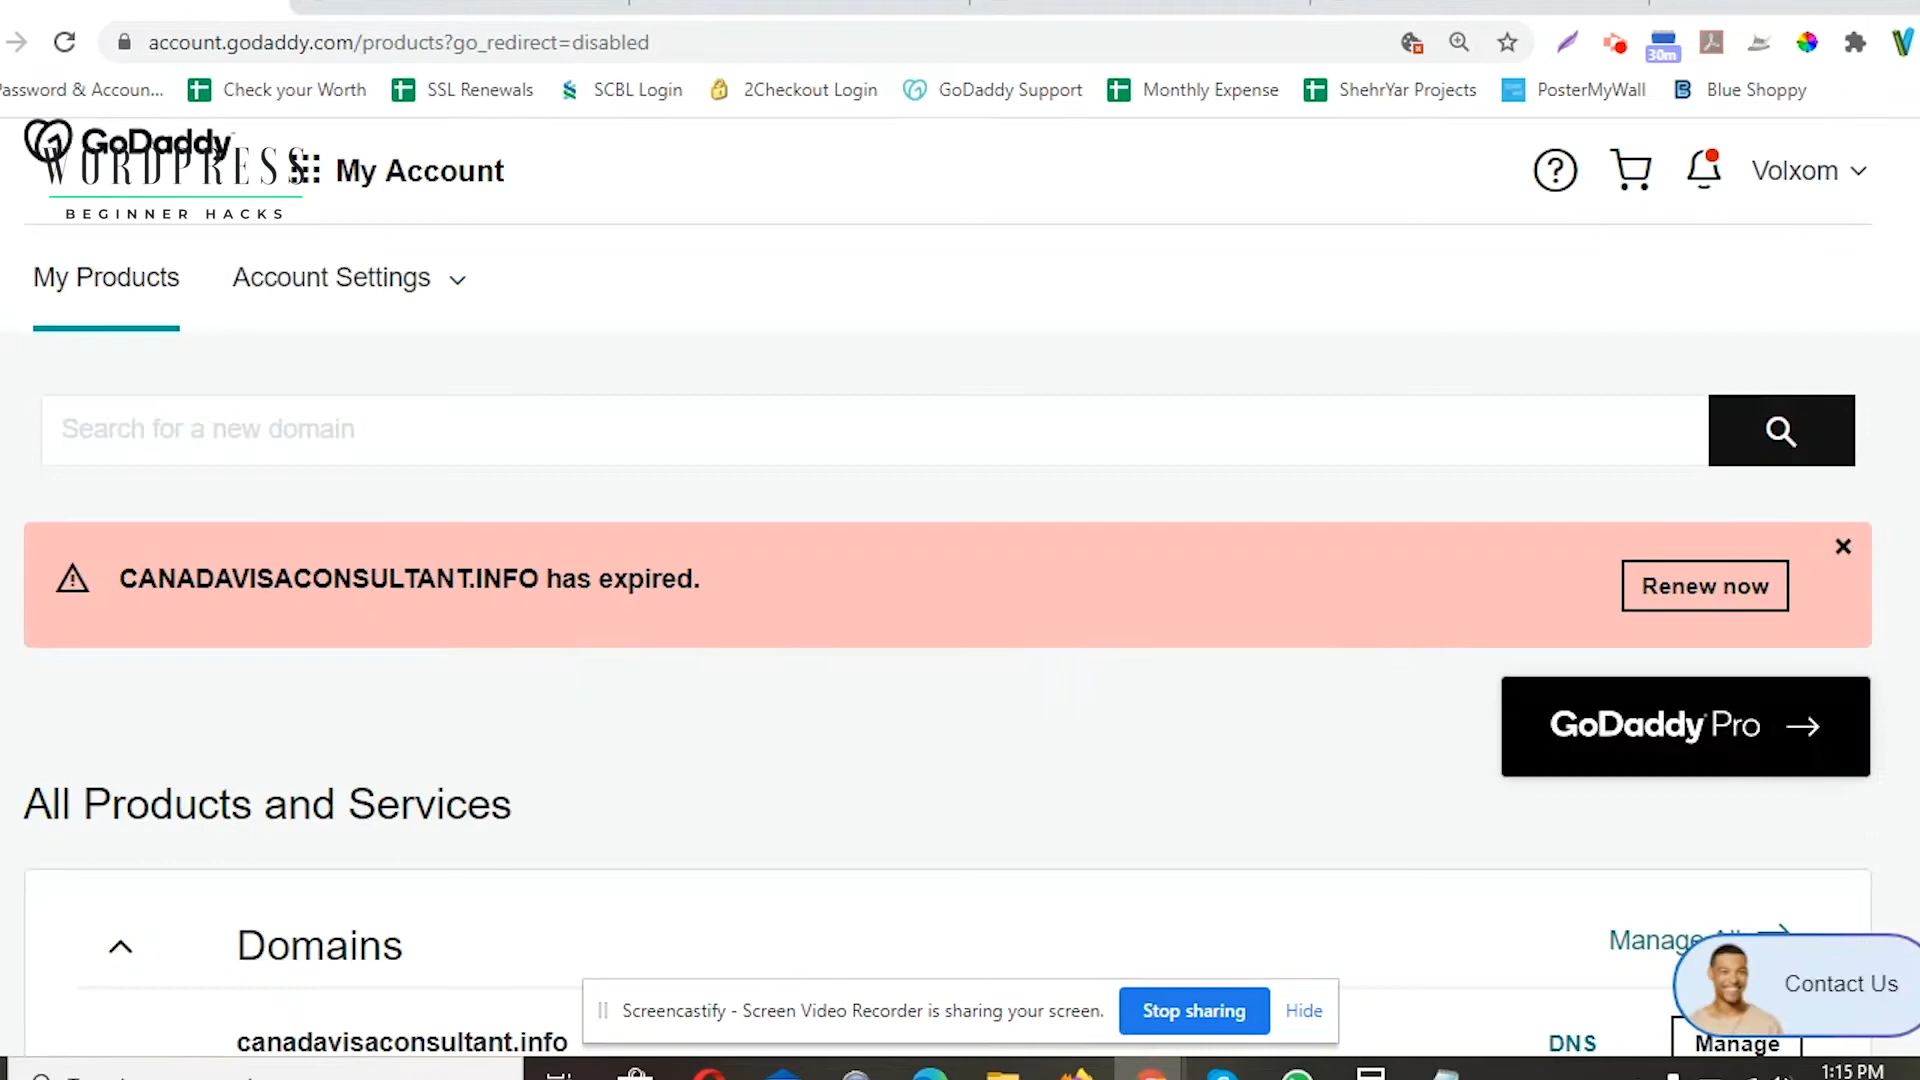 account.godaddy.com/products?go_redirect=disabled
30m
assword & Accoun...
Check your Worth
SSL Renewals
SCBL Login
2Checkout Login
GoDaddy Support
Monthly Expense
ShehrYar Projects
PosterMyWall
Blue Shoppy
GoDaddy
WORDPRESS
BEGINNER HACKS
My Account
Volxom
My Products
Account Settings
Search for a new domain
CANADAVISACONSULTANT.INFO has expired.
Renew now
GoDaddy Pro
All Products and Services
Domains
Manage
Contact Us
Screencastify - Screen Video Recorder is sharing your screen.
Stop sharing
Hide
canadavisaconsultant.info
DNS
Manage
1:15 PM